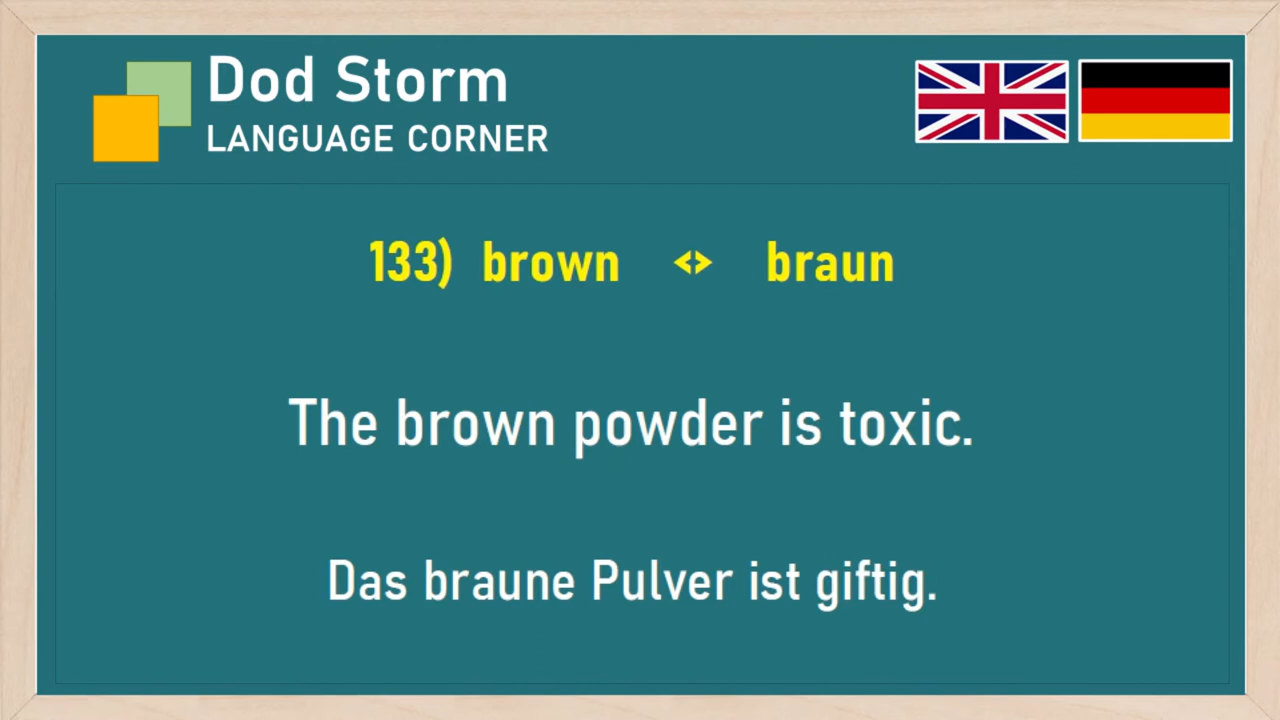 Dod Storm
LANGUAGE CORNER
133) brown <> braun
The brown powder is toxic.
Das braune Pulver ist giftig.